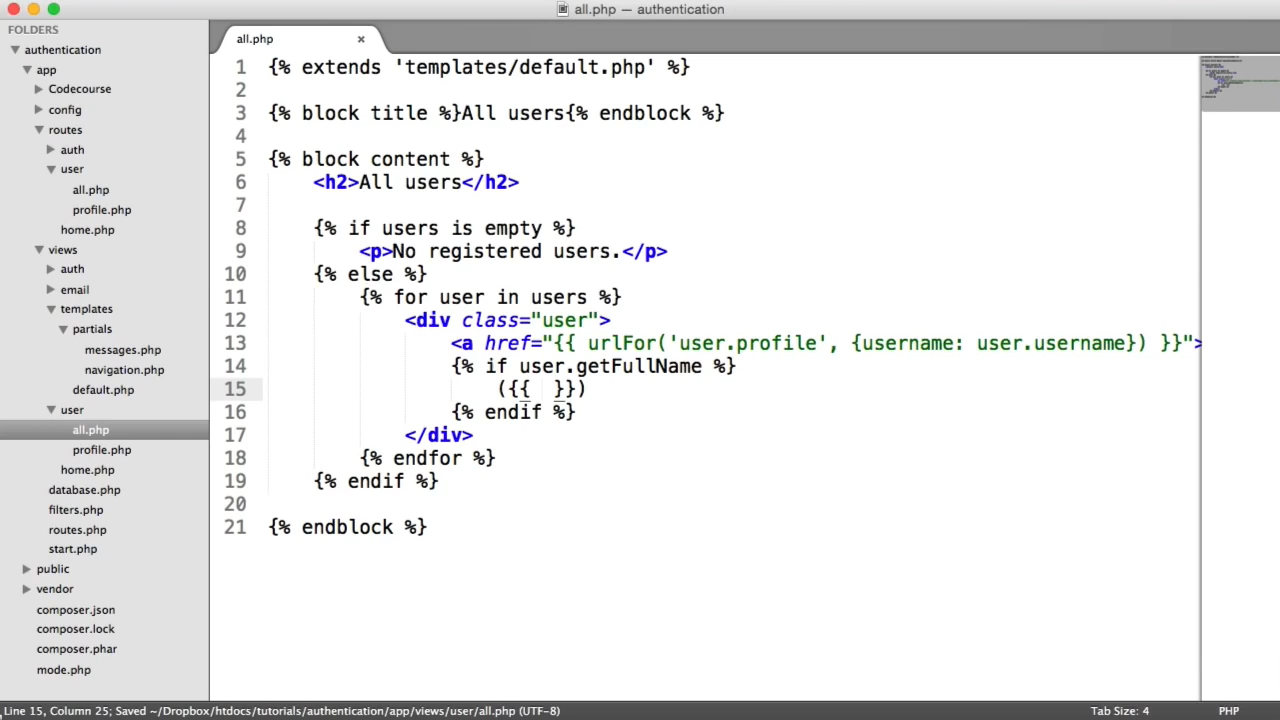 all.php — authentication
FOLDERS
authentication
app
Codecourse
config
routes
auth
user
all.php
profile.php
home.php
views
auth
email
templates
partials
messages.php
navigation.php
default.php
user
all.php
profile.php
home.php
database.php
filters.php
routes.php
start.php
public
vendor
composer.json
composer.lock
composer.phar
mode.php
all.php ×
1 {% extends 'templates/default.php' %}
2
3 {% block title %}All users{% endblock %}
4
5 {% block content %}
6     <h2>All users</h2>
7
8     {% if users is empty %}
9         <p>No registered users.</p>
10     {% else %}
11         {% for user in users %}
12             <div class="user">
13                 <a href="{{ urlFor('user.profile', {username: user.username}) }}">
14                 {% if user.getFullName %}
15                     ({{  }})
16                 {% endif %}
17             </div>
18         {% endfor %}
19     {% endif %}
20
21 {% endblock %}
Line 15, Column 25; Saved ~/Dropbox/htdocs/tutorials/authentication/app/views/user/all.php (UTF-8)
Tab Size: 4
PHP